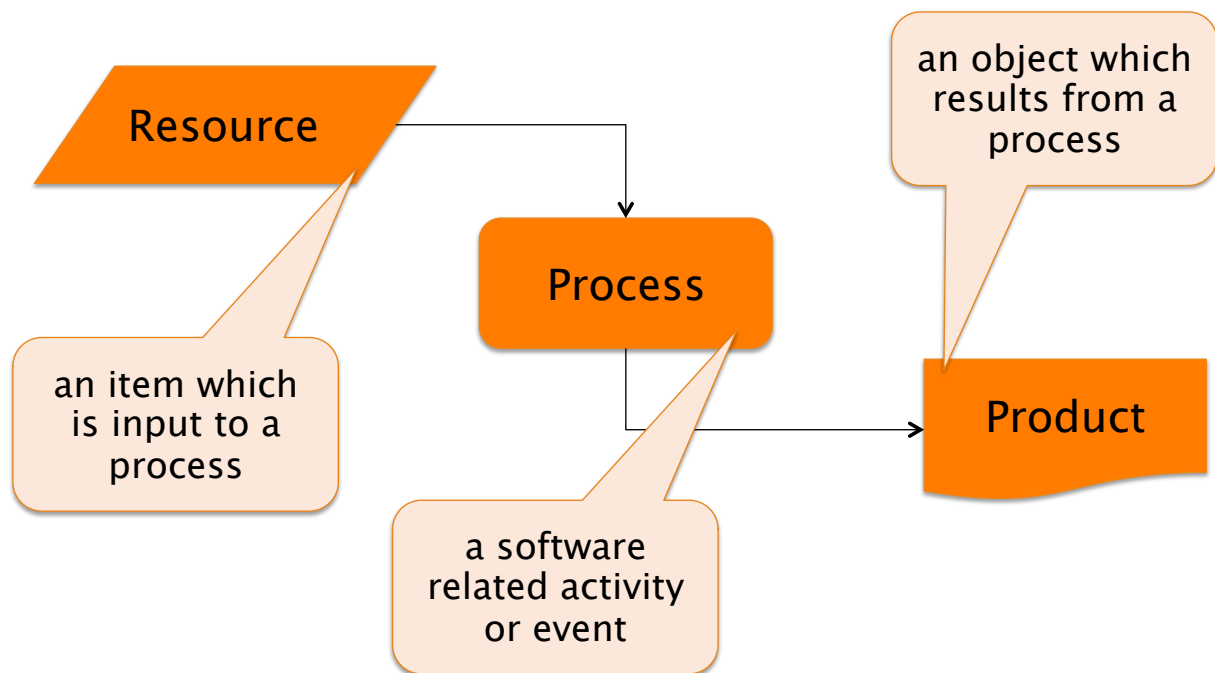 Resource
an item which
is input to a
process
Process
a software
related activity
or event
an object which
results from a
process
Product